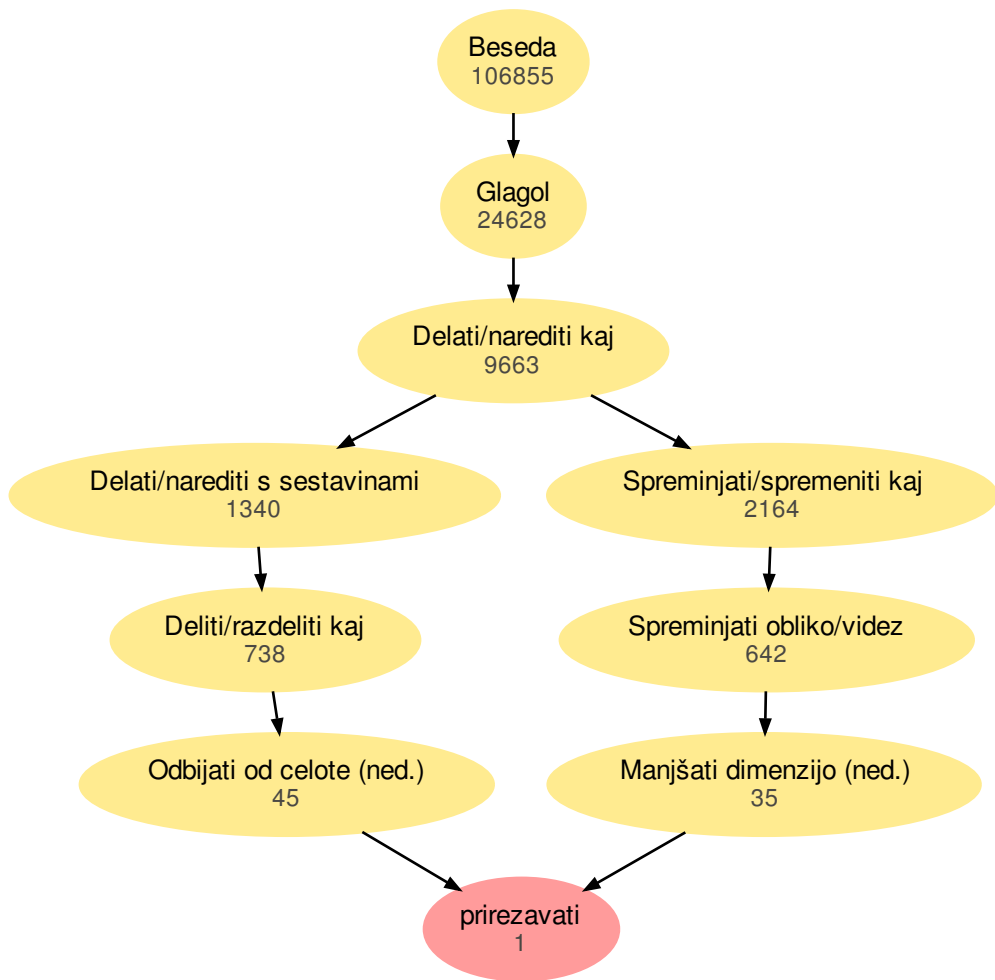 Beseda
106855
Glagol
24628
Delati/narediti kaj
9663
Delati/narediti s sestavinami
1340
Spreminjati/spremeniti kaj
2164
Deliti/razdeliti kaj
738
Spreminjati obliko/videz
642
Odbijati od celote (ned.)
45
Manjšati dimenzijo (ned.)
35
prirezavati
1